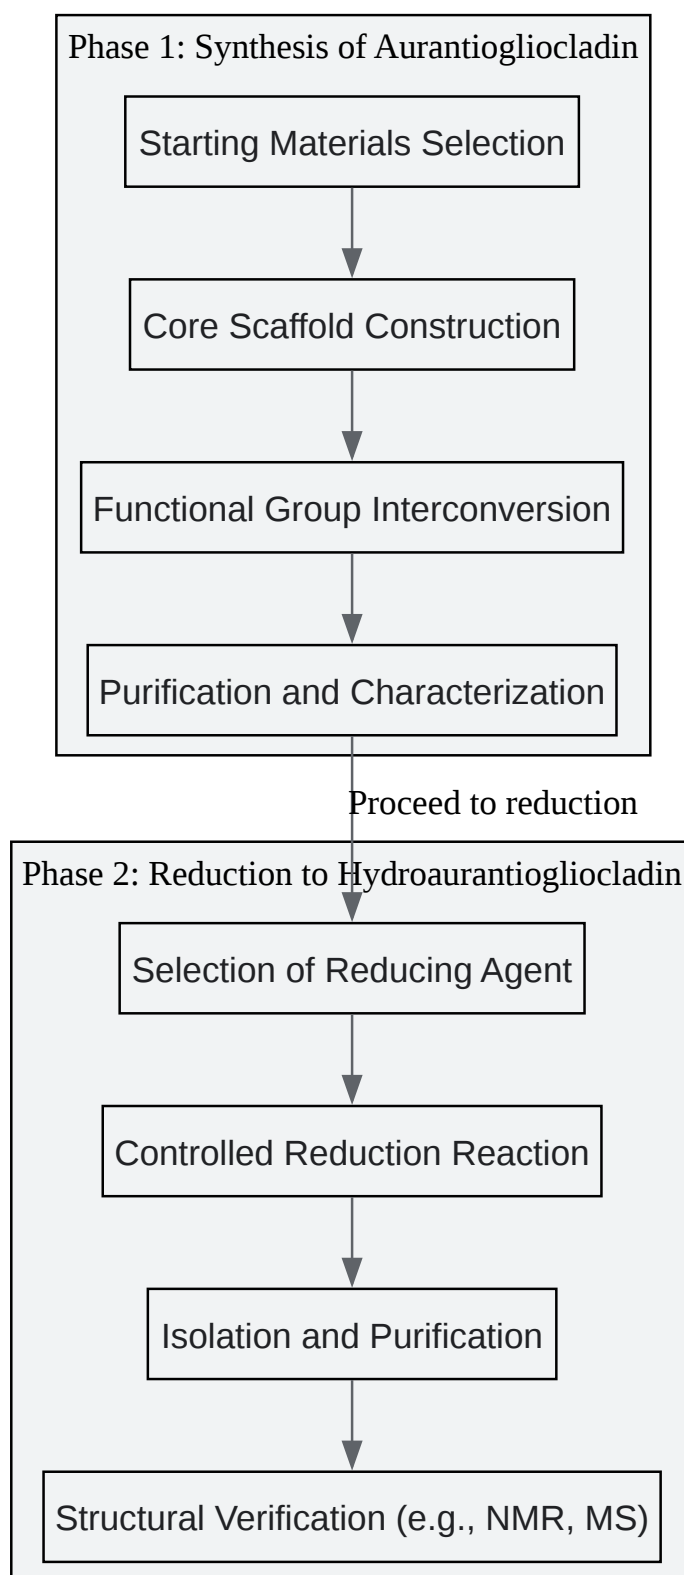 Phase 1: Synthesis of Aurantiogliocladin
Starting Materials Selection
Core Scaffold Construction
Functional Group Interconversion
Purification and Characterization
Proceed to reduction
Phase 2: Reduction to Hydroaurantiogliocladin
Selection of Reducing Agent
Controlled Reduction Reaction
Isolation and Purification
Structural Verification (e.g., NMR, MS)